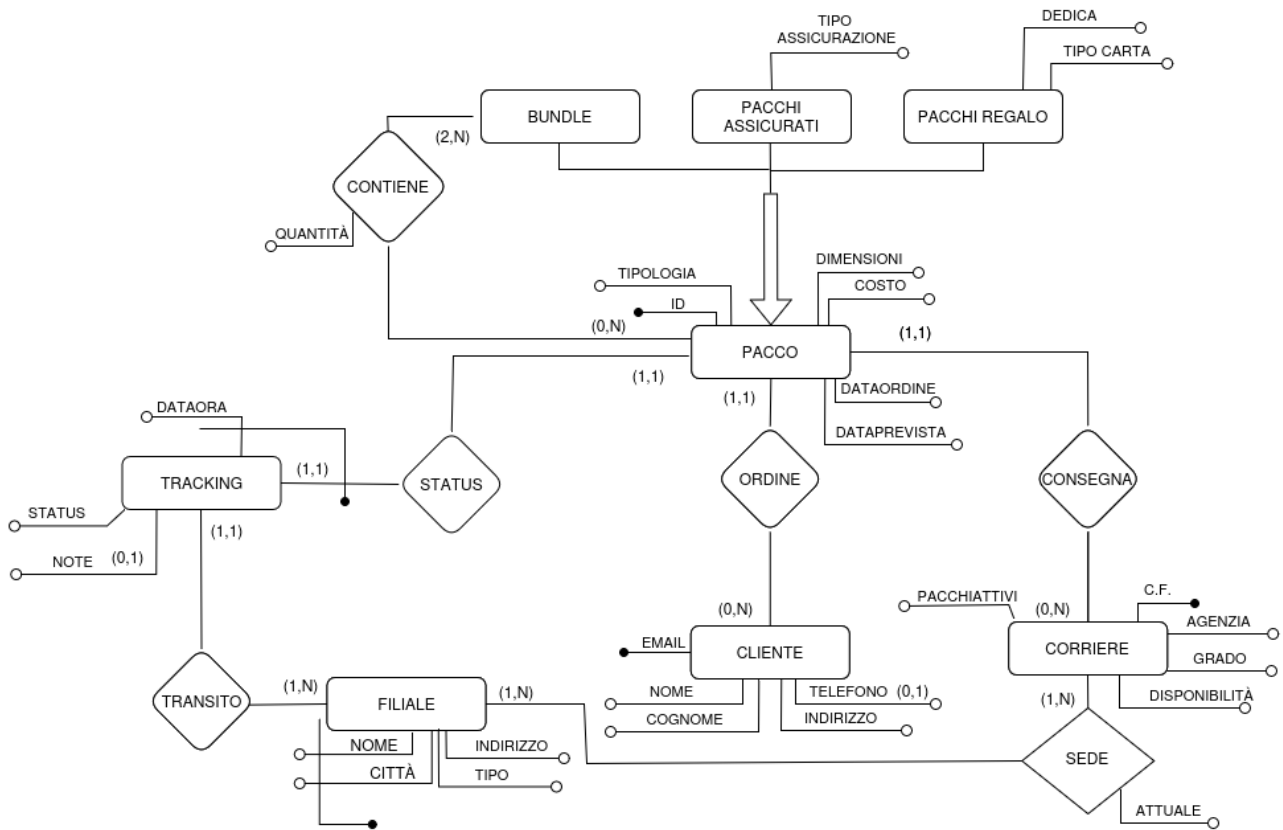 TIPO
ASSICURAZIONE
DEDICA
TIPO CARTA
BUNDLE
PACCHI
ASSICURATI
PACCHI REGALO
(2,N)
CONTIENE
QUANTITÀ
TIPOLOGIA
DIMENSIONI
ID
COSTO
(0,N)
PACCO
(1,1)
(1,1)
(1,1)
DATAORDINE
DATAORA
DATAPREVISTA
TRACKING
(1,1)
STATUS
ORDINE
CONSEGNA
STATUS
(1,1)
NOTE
(0,1)
PACCHIATTIVI
C.F.
(0,N)
(0,N)
AGENZIA
EMAIL
CLIENTE
CORRIERE
GRADO
TRANSITO
(1,N)
FILIALE
(1,N)
NOME
TELEFONO (0,1)
(1,N)
DISPONIBILITÀ
COGNOME
INDIRIZZO
NOME
INDIRIZZO
CITTÀ
TIPO
SEDE
ATTUALE